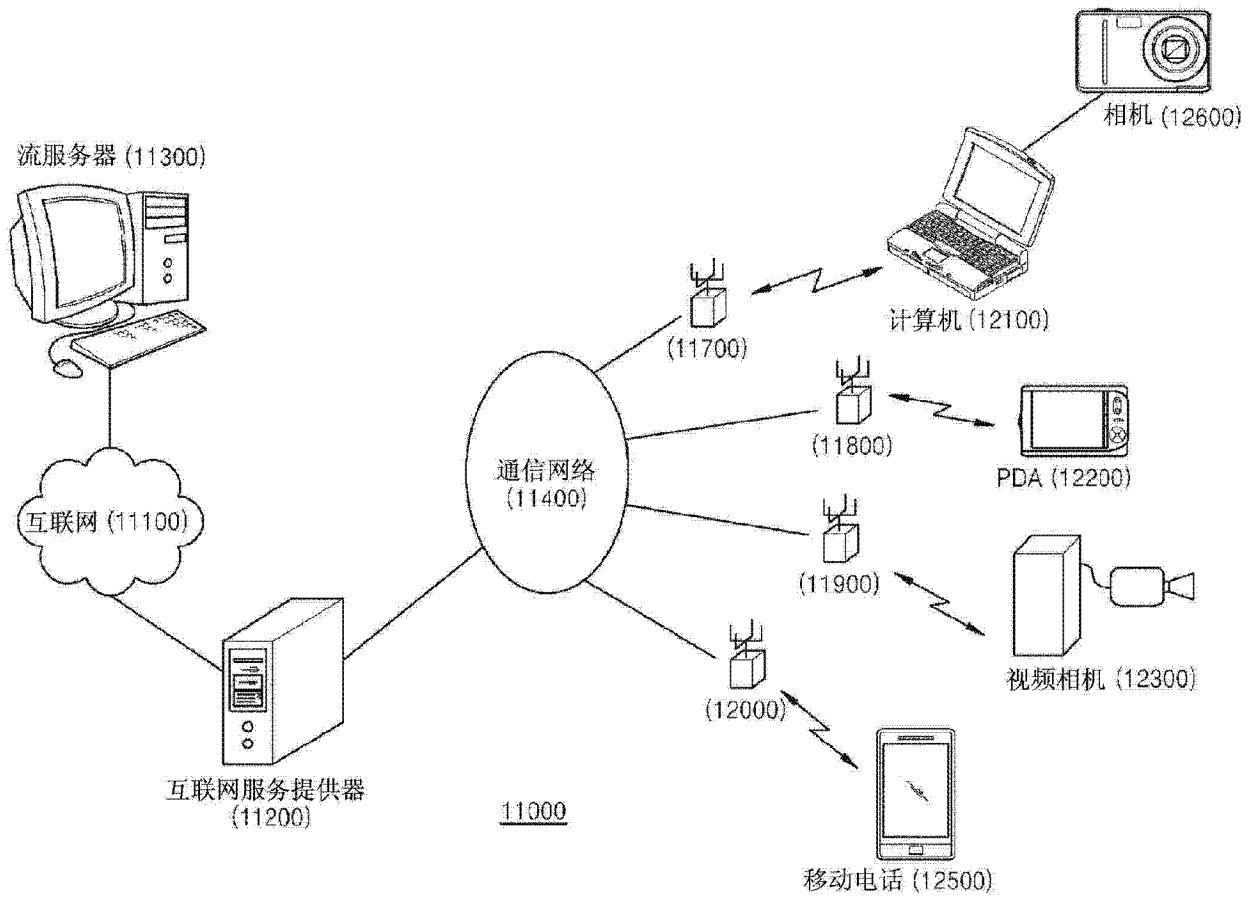 相机 (12600)
流服务器 (11300)
计算机 (12100)
(11700)
(11800)
PDA (12200)
通信网络
(11400)
互联网 (11100)
(11900)
视频相机 (12300)
(12000)
互联网服务提供器
(11200)
11000
移动电话 (12500)